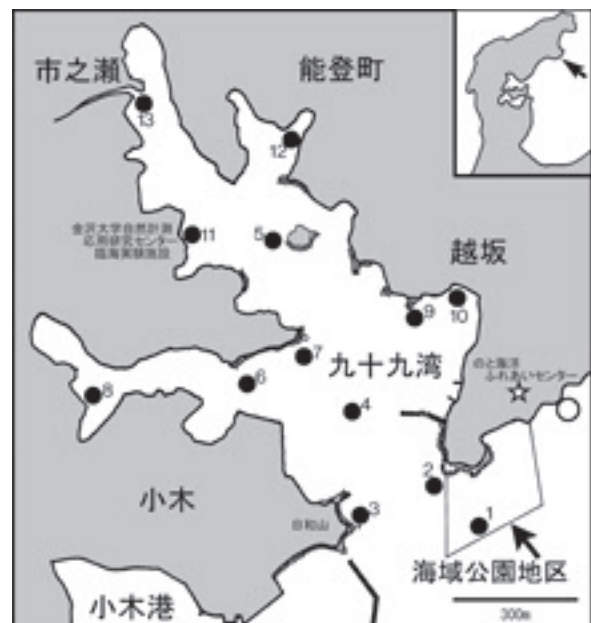 市之瀬
能登町
13
12
金沢大学自然計測
応用研究センター
臨海実験施設
11
5
越坂
9
10
7
九十九湾
のと海洋
ふれあいセンター
6
8
4
2
小木
3
日和山
1
海域公園地区
小木港
300m